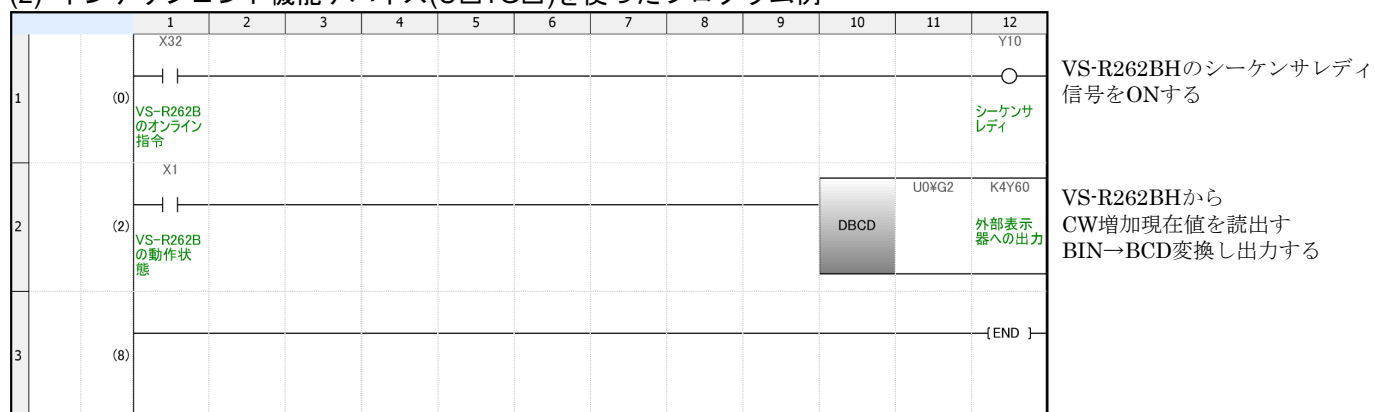 1 2 3 4 5 6 7 8 9 10 11 12
X32 Y10
1 (0)
VS-R262B
のオンライン
指令
シーケンサ
レディ
VS-R262BHのシーケンサレディ
信号をONする
X1
2 (2)
VS-R262B
の動作状
態
DBCD U0¥G2 K4Y60
外部表示
器への出力
VS-R262BHから
CW増加現在値を読出す
BIN→BCD変換し出力する
3 (8)
[END ]